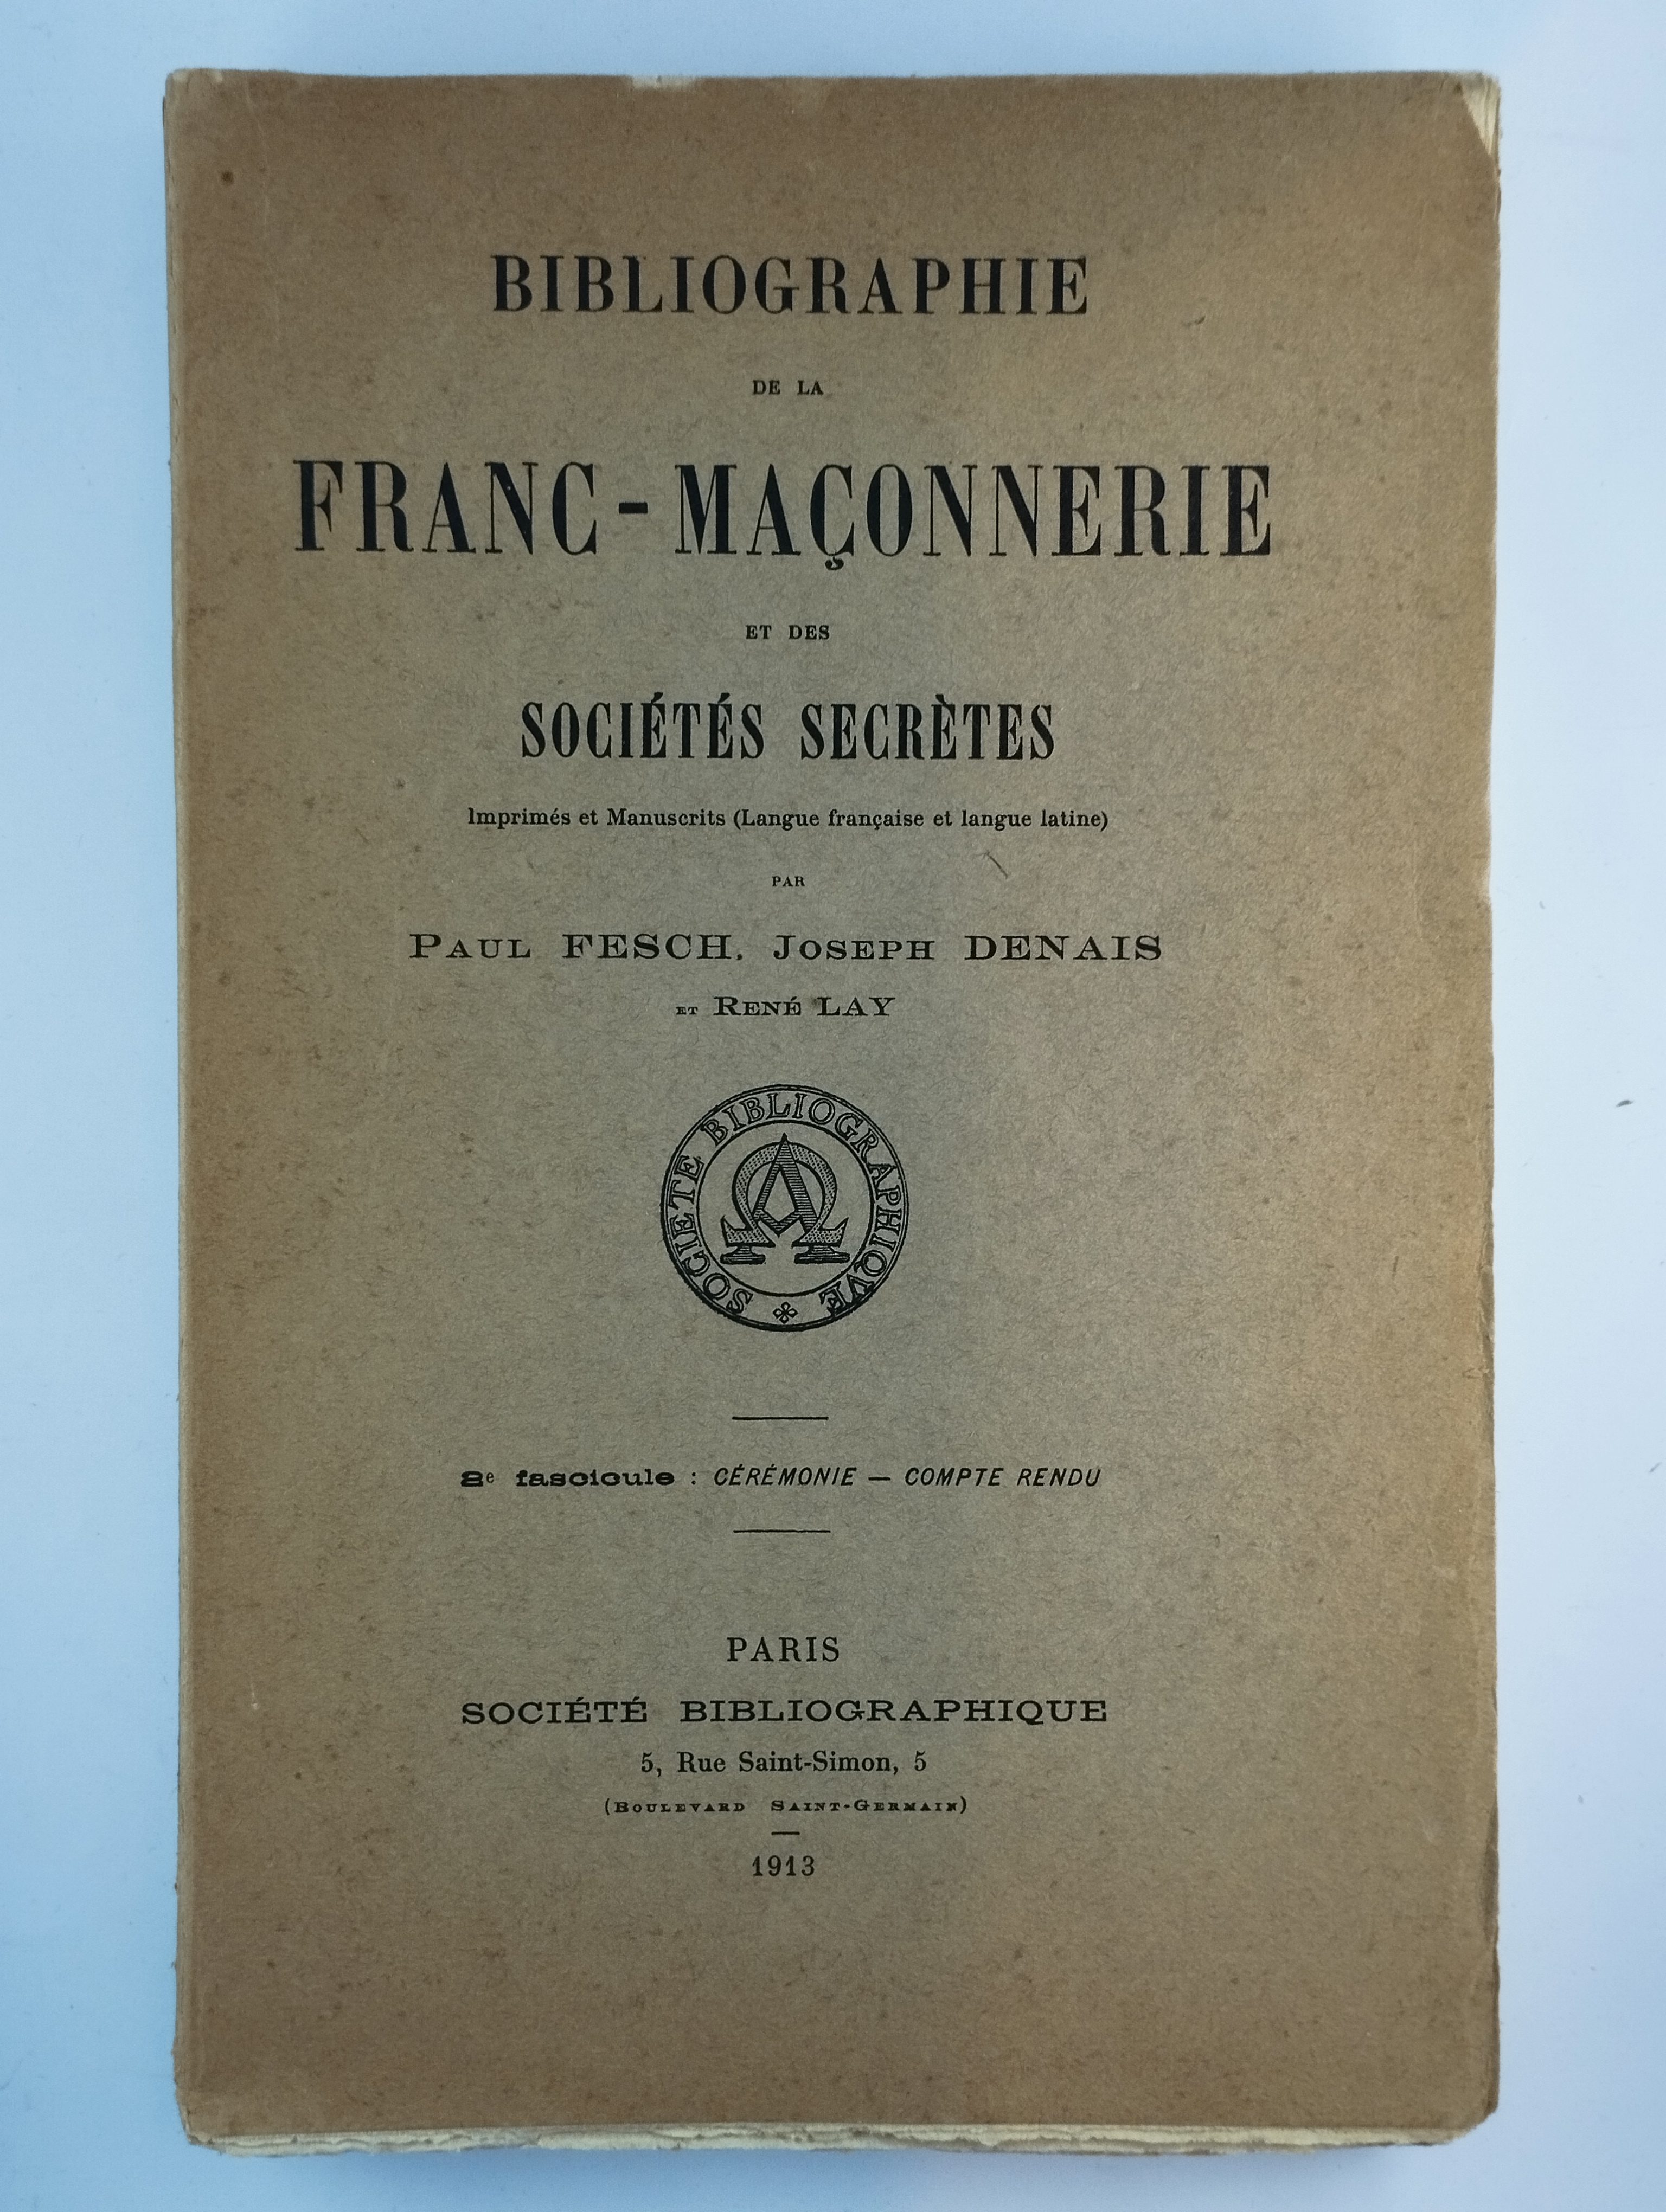 BIBLIOGRAPHIE
DE LA
FRANC-MAÇONNERIE
ET DES
SOCIÉTÉS SECRÈTES
Imprimés et Manuscrits (Langue française et langue latine)
PAR
PAUL FESCH, JOSEPH DENAIS
ET RENÉ LAY
SOCIETE BIBLIOGRAPHIQUE
2e fascicule : CÉRÉMONIE — COMPTE RENDU
PARIS
SOCIÉTÉ BIBLIOGRAPHIQUE
5, Rue Saint-Simon, 5
(BOULEVARD SAINT-GERMAIN)
1913